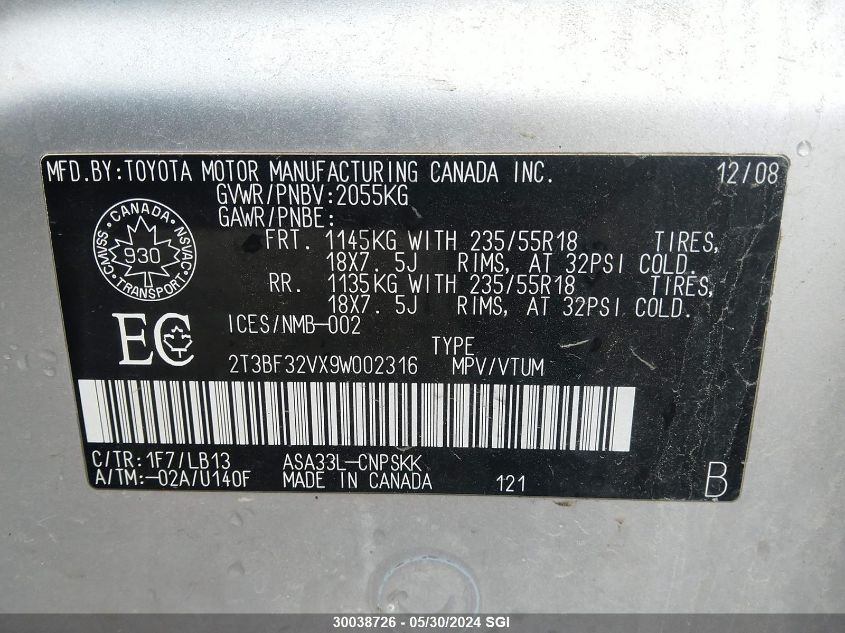 MFD.BY:TOYOTA MOTOR MANUFACTURING CANADA INC. 12/08
GVWR/PNBV:2055KG
GAWR/PNBE:
FRT. 1145KG WITH 235/55R18 TIRES,
18X7. 5J RIMS, AT 32PSI COLD.
RR. 1135KG WITH 235/55R18 TIRES,
18X7. 5J RIMS, AT 32PSI COLD.
CANADA
CMVSS 930 NSVAC
TRANSPORT
EC
ICES/NMB-002
TYPE
2T3BF32VX9W002316 MPV/VTUM
C/TR:1F7/LB13 ASA33L-CNPSKK
A/TM:-02A/U140F MADE IN CANADA 121 B
30038726 - 05/30/2024 SGI